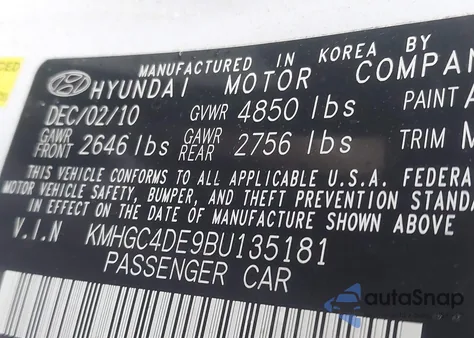 MANUFACTURED IN KOREA BY
HYUNDAI MOTOR COMPAN
DEC/02/10 GVWR 4850 lbs PAINT
GAWR FRONT 2646 lbs GAWR REAR 2756 lbs TRIM
THIS VEHICLE CONFORMS TO ALL APPLICABLE U.S.A. FEDERA
MOTOR VEHICLE SAFETY, BUMPER, AND THEFT PREVENTION STANDA
IN EFFECT ON THE DATE OF MANUFACTURE SHOWN ABOVE
V.I.N KMHGC4DE9BU135181
PASSENGER CAR
autoSnap